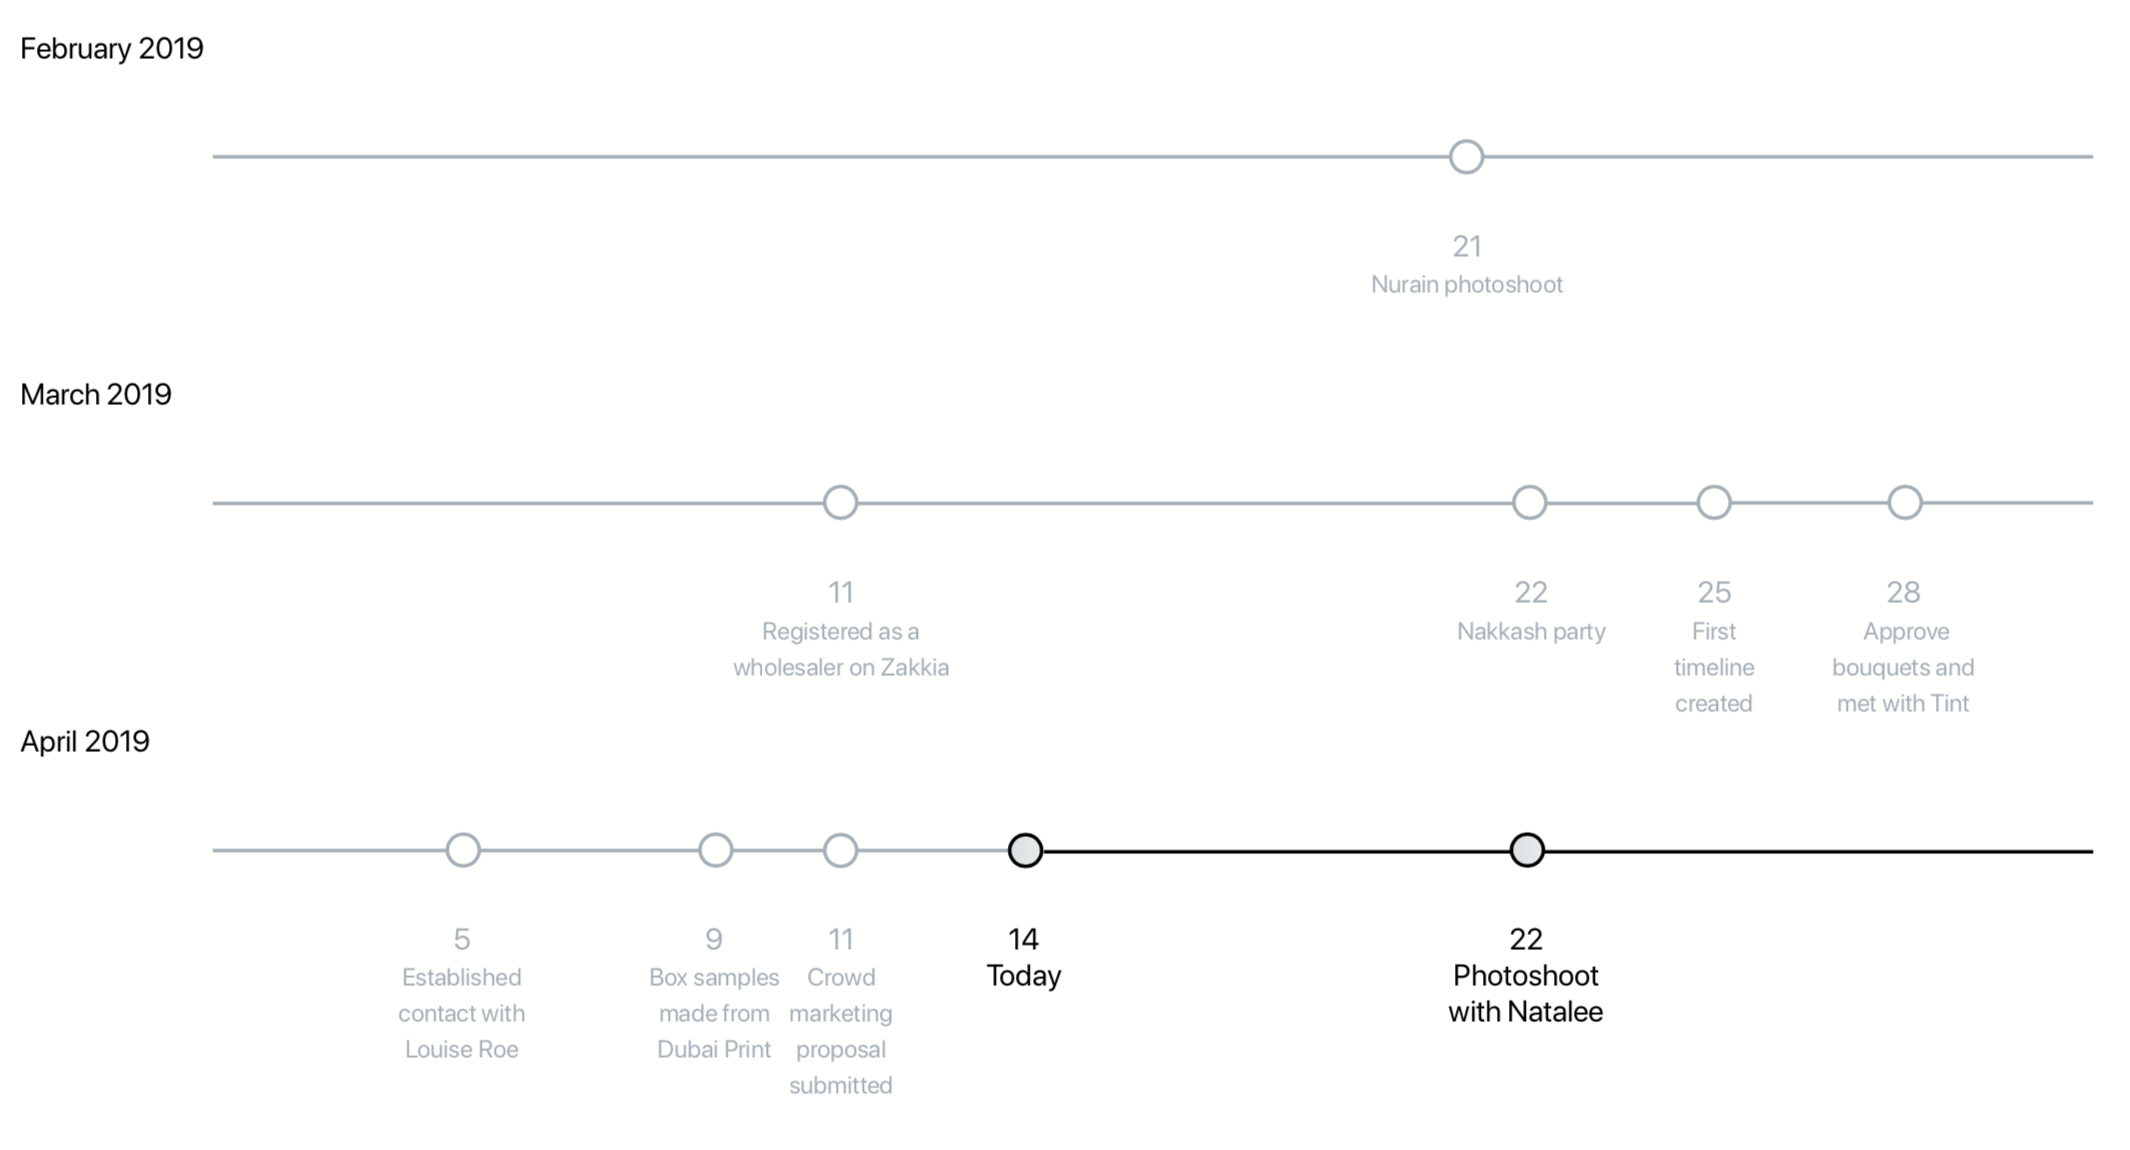 February 2019
21
Nurain photoshoot
March 2019
11
Registered as a
wholesaler on Zakkia
22
Nakkash party
25
First
timeline
created
28
Approve
bouquets and
met with Tint
April 2019
5
Established
contact with
Louise Roe
9
Box samples
made from
Dubai Print
11
Crowd
marketing
proposal
submitted
14
Today
22
Photoshoot
with Natalee